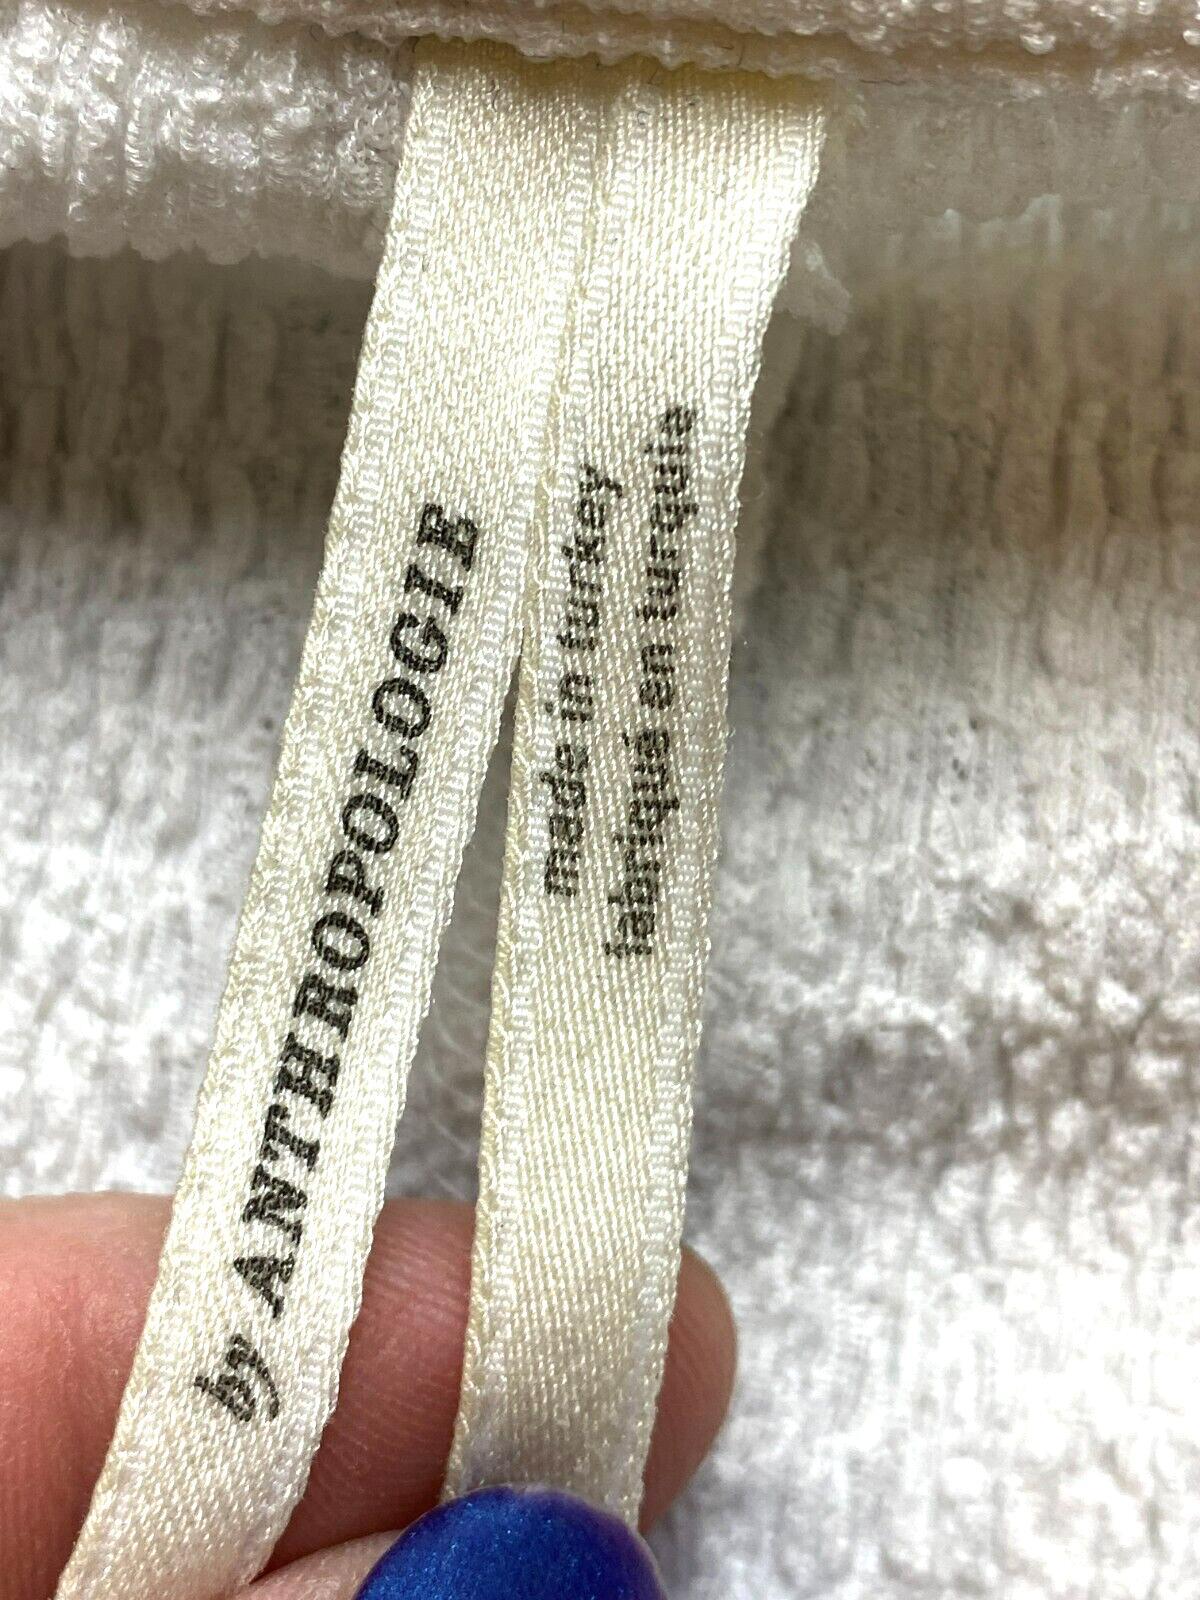 by ANTHROPOLOGIE
made in turkey
fabriqué en turquie